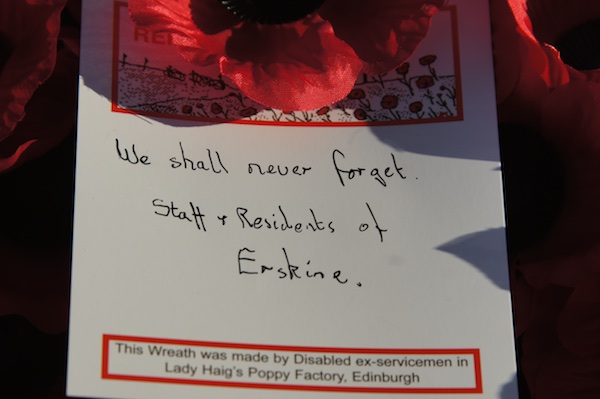 We shall never forget.
Staff + Residents of
Erskine.
This Wreath was made by Disabled ex-servicemen in
Lady Haig's Poppy Factory, Edinburgh